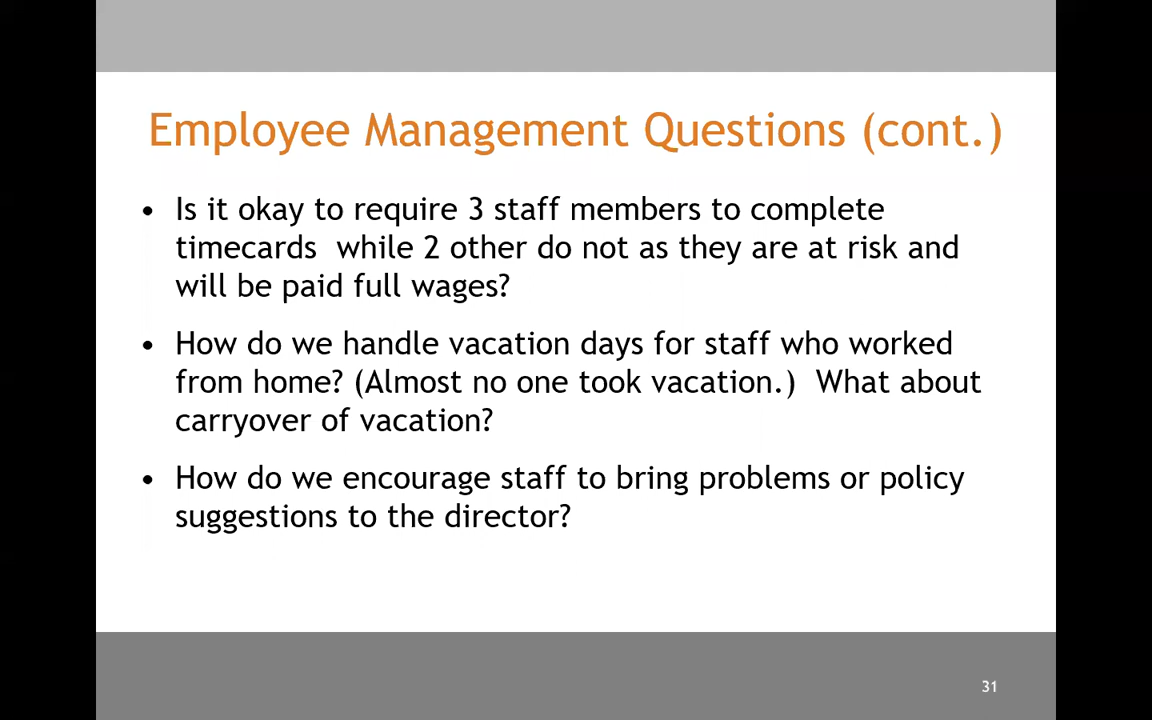 Employee Management Questions (cont.)
• Is it okay to require 3 staff members to complete
timecards  while 2 other do not as they are at risk and
will be paid full wages?
• How do we handle vacation days for staff who worked
from home? (Almost no one took vacation.)  What about
carryover of vacation?
• How do we encourage staff to bring problems or policy
suggestions to the director?
31